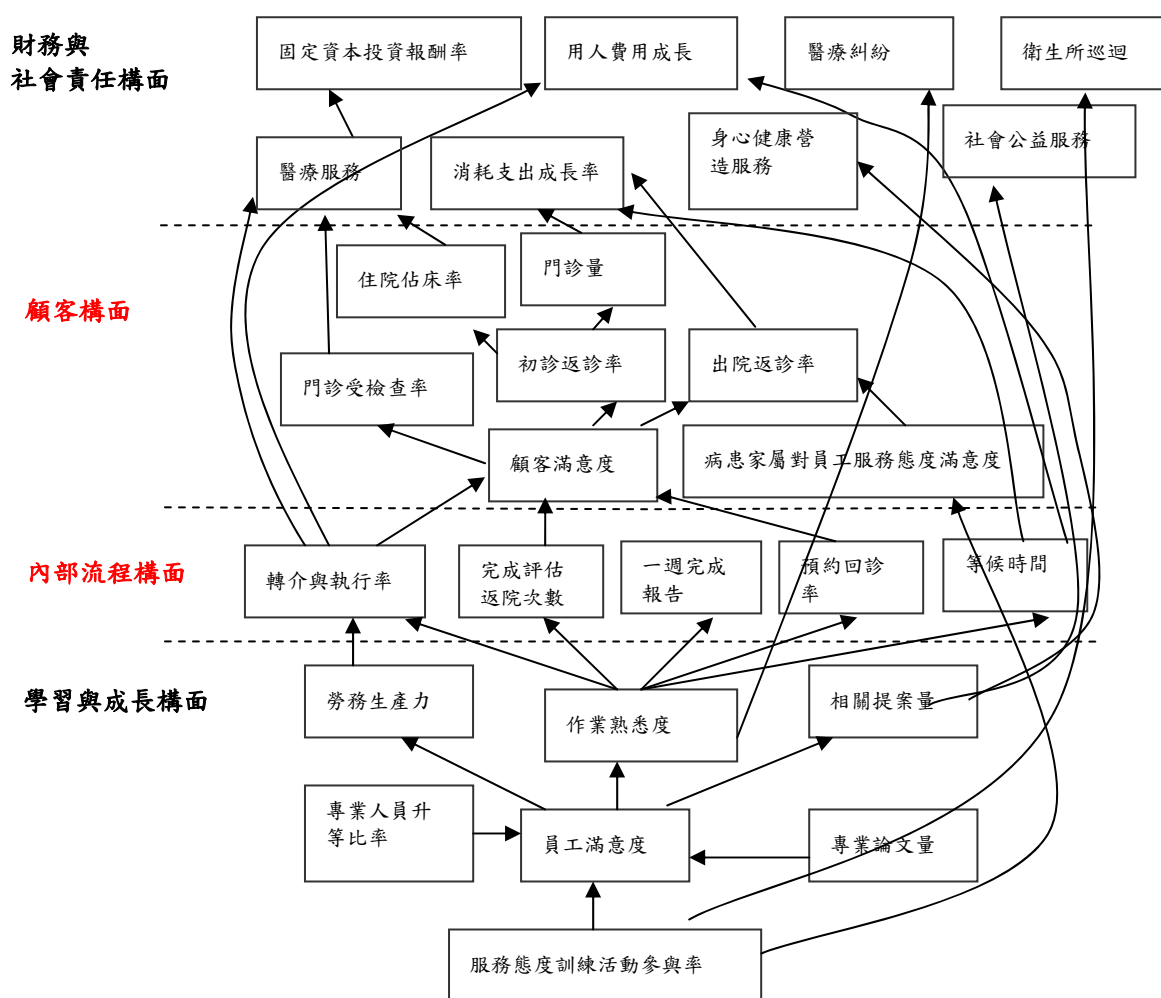 財務與
社會責任構面
固定資本投資報酬率
用人費用成長
醫療糾紛
衛生所巡迴
醫療服務
消耗支出成長率
身心健康營
造服務
社會公益服務
顧客構面
住院佔床率
門診量
門診受檢查率
初診返診率
出院返診率
顧客滿意度
病患家屬對員工服務態度滿意度
內部流程構面
轉介與執行率
完成評估
返院次數
一週完成
報告
預約回診
率
等候時間
學習與成長構面
勞務生產力
作業熟悉度
相關提案量
專業人員升
等比率
員工滿意度
專業論文量
服務態度訓練活動參與率